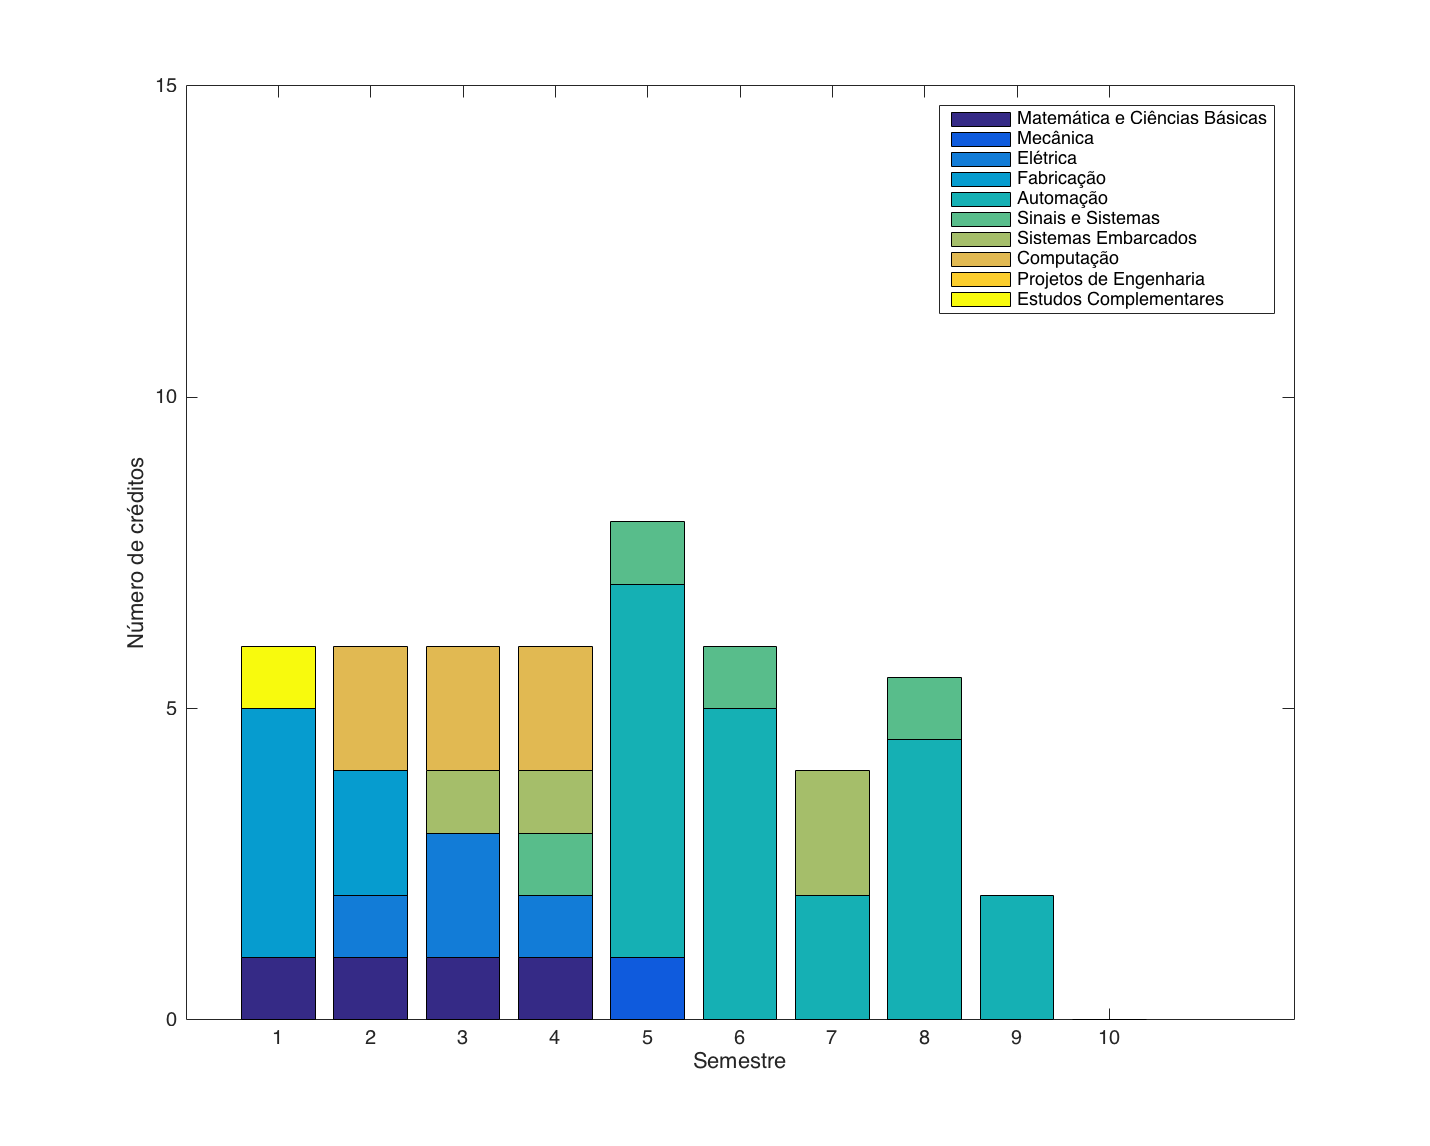 15
10
5
0
Número de créditos
Matemática e Ciências Básicas
Mecânica
Elétrica
Fabricação
Automação
Sinais e Sistemas
Sistemas Embarcados
Computação
Projetos de Engenharia
Estudos Complementares
1 2 3 4 5 6 7 8 9 10
Semestre